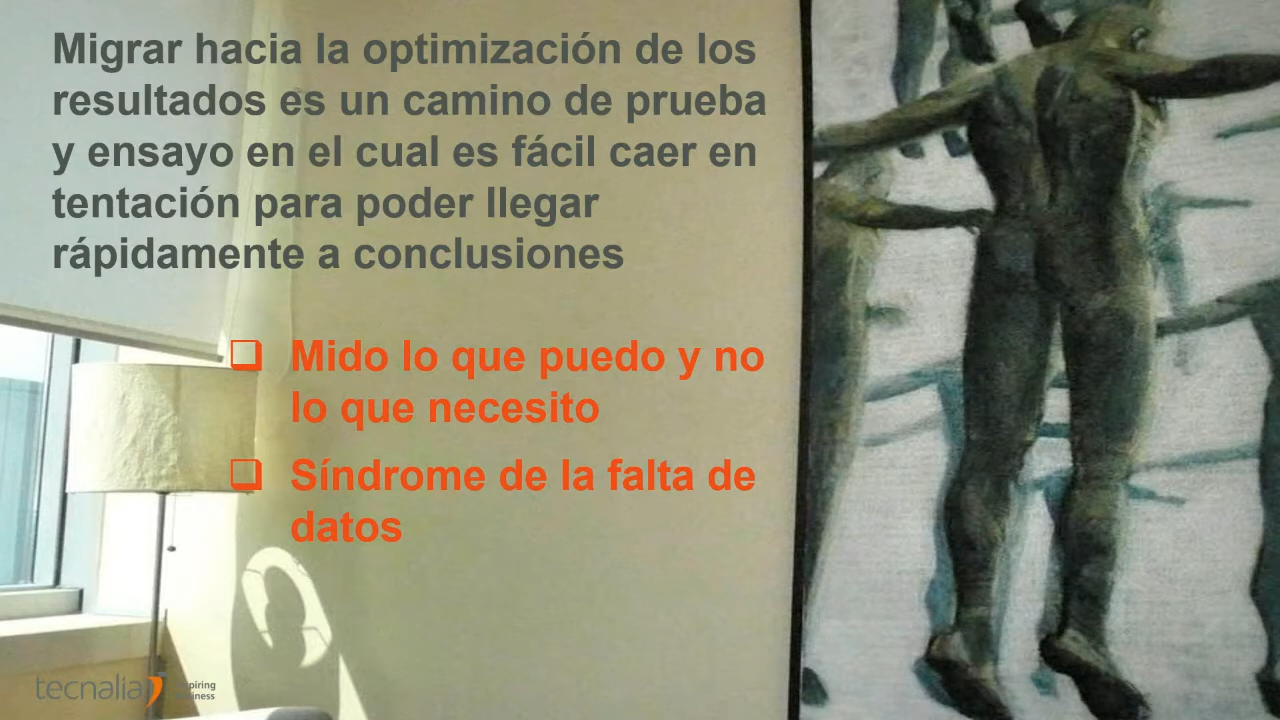 Migrar hacia la optimización de los
resultados es un camino de prueba
y ensayo en el cual es fácil caer en
tentación para poder llegar
rápidamente a conclusiones
❑ Mido lo que puedo y no
lo que necesito
❑ Síndrome de la falta de
datos
tecnalia